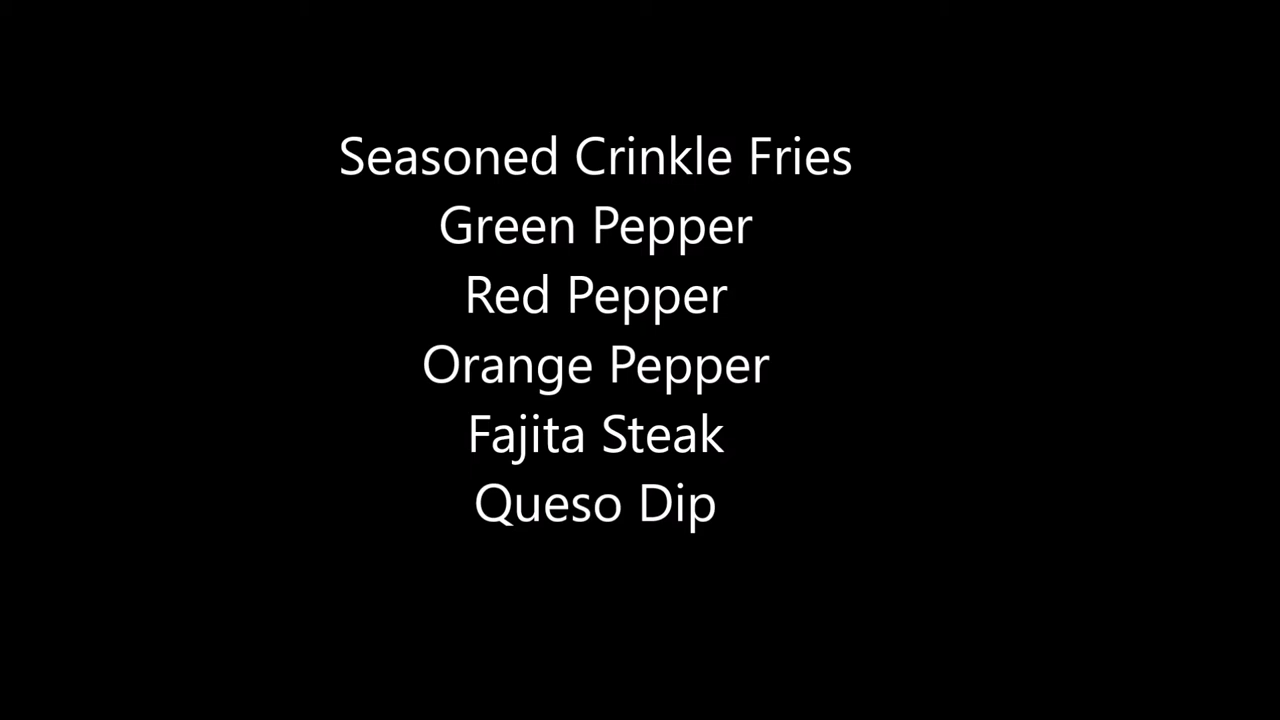 Seasoned Crinkle Fries
Green Pepper
Red Pepper
Orange Pepper
Fajita Steak
Queso Dip